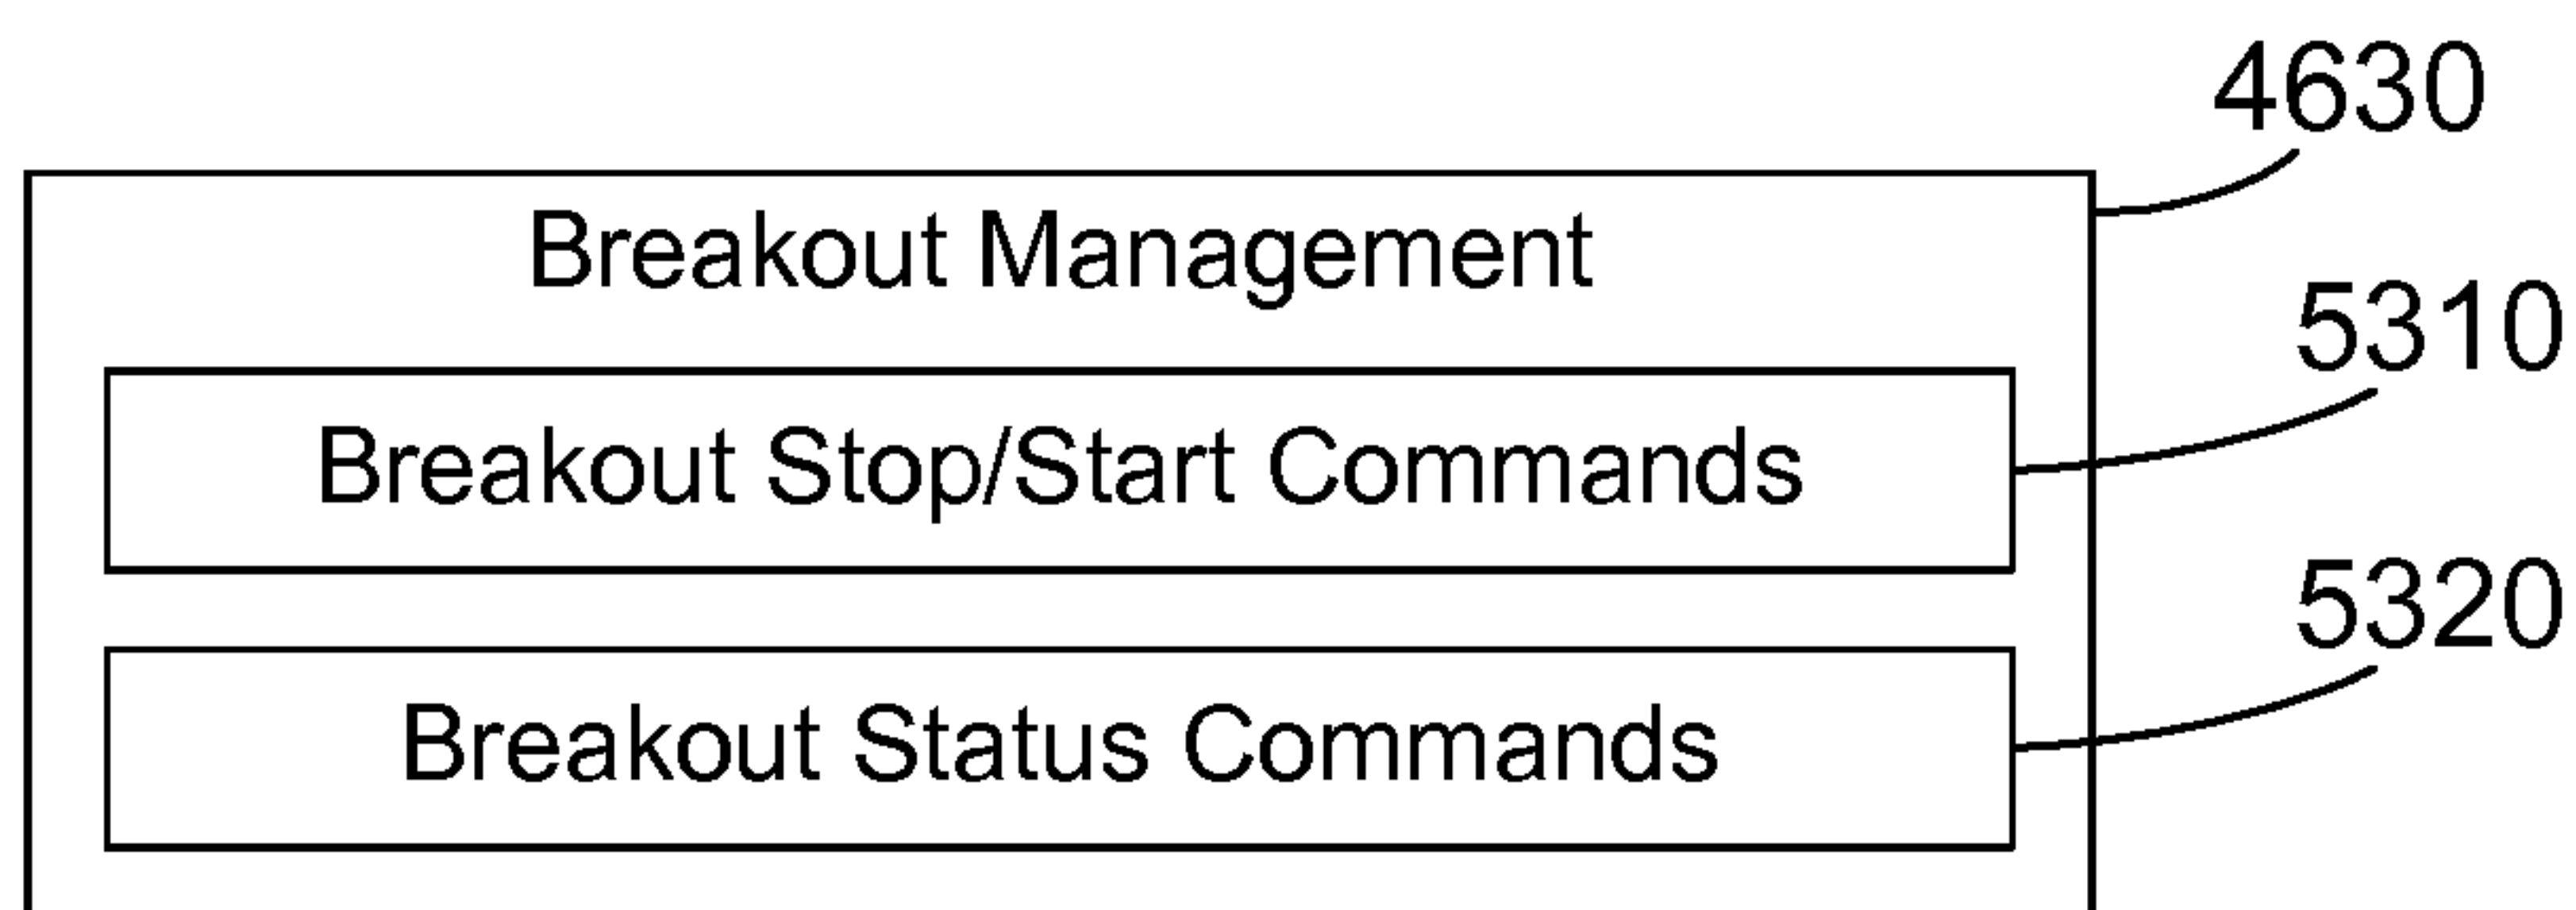 4630
Breakout Management
5310
Breakout Stop/Start Commands
5320
Breakout Status Commands